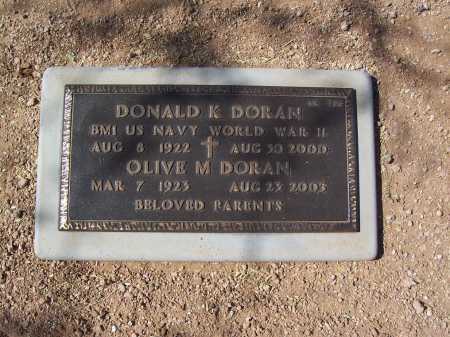 DONALD K DORAN
BM1 US NAVY WORLD WAR II
AUG 8 1922 AUG 30 2000
OLIVE M DORAN
MAR 7 1923 AUG 23 2003
BELOVED PARENTS